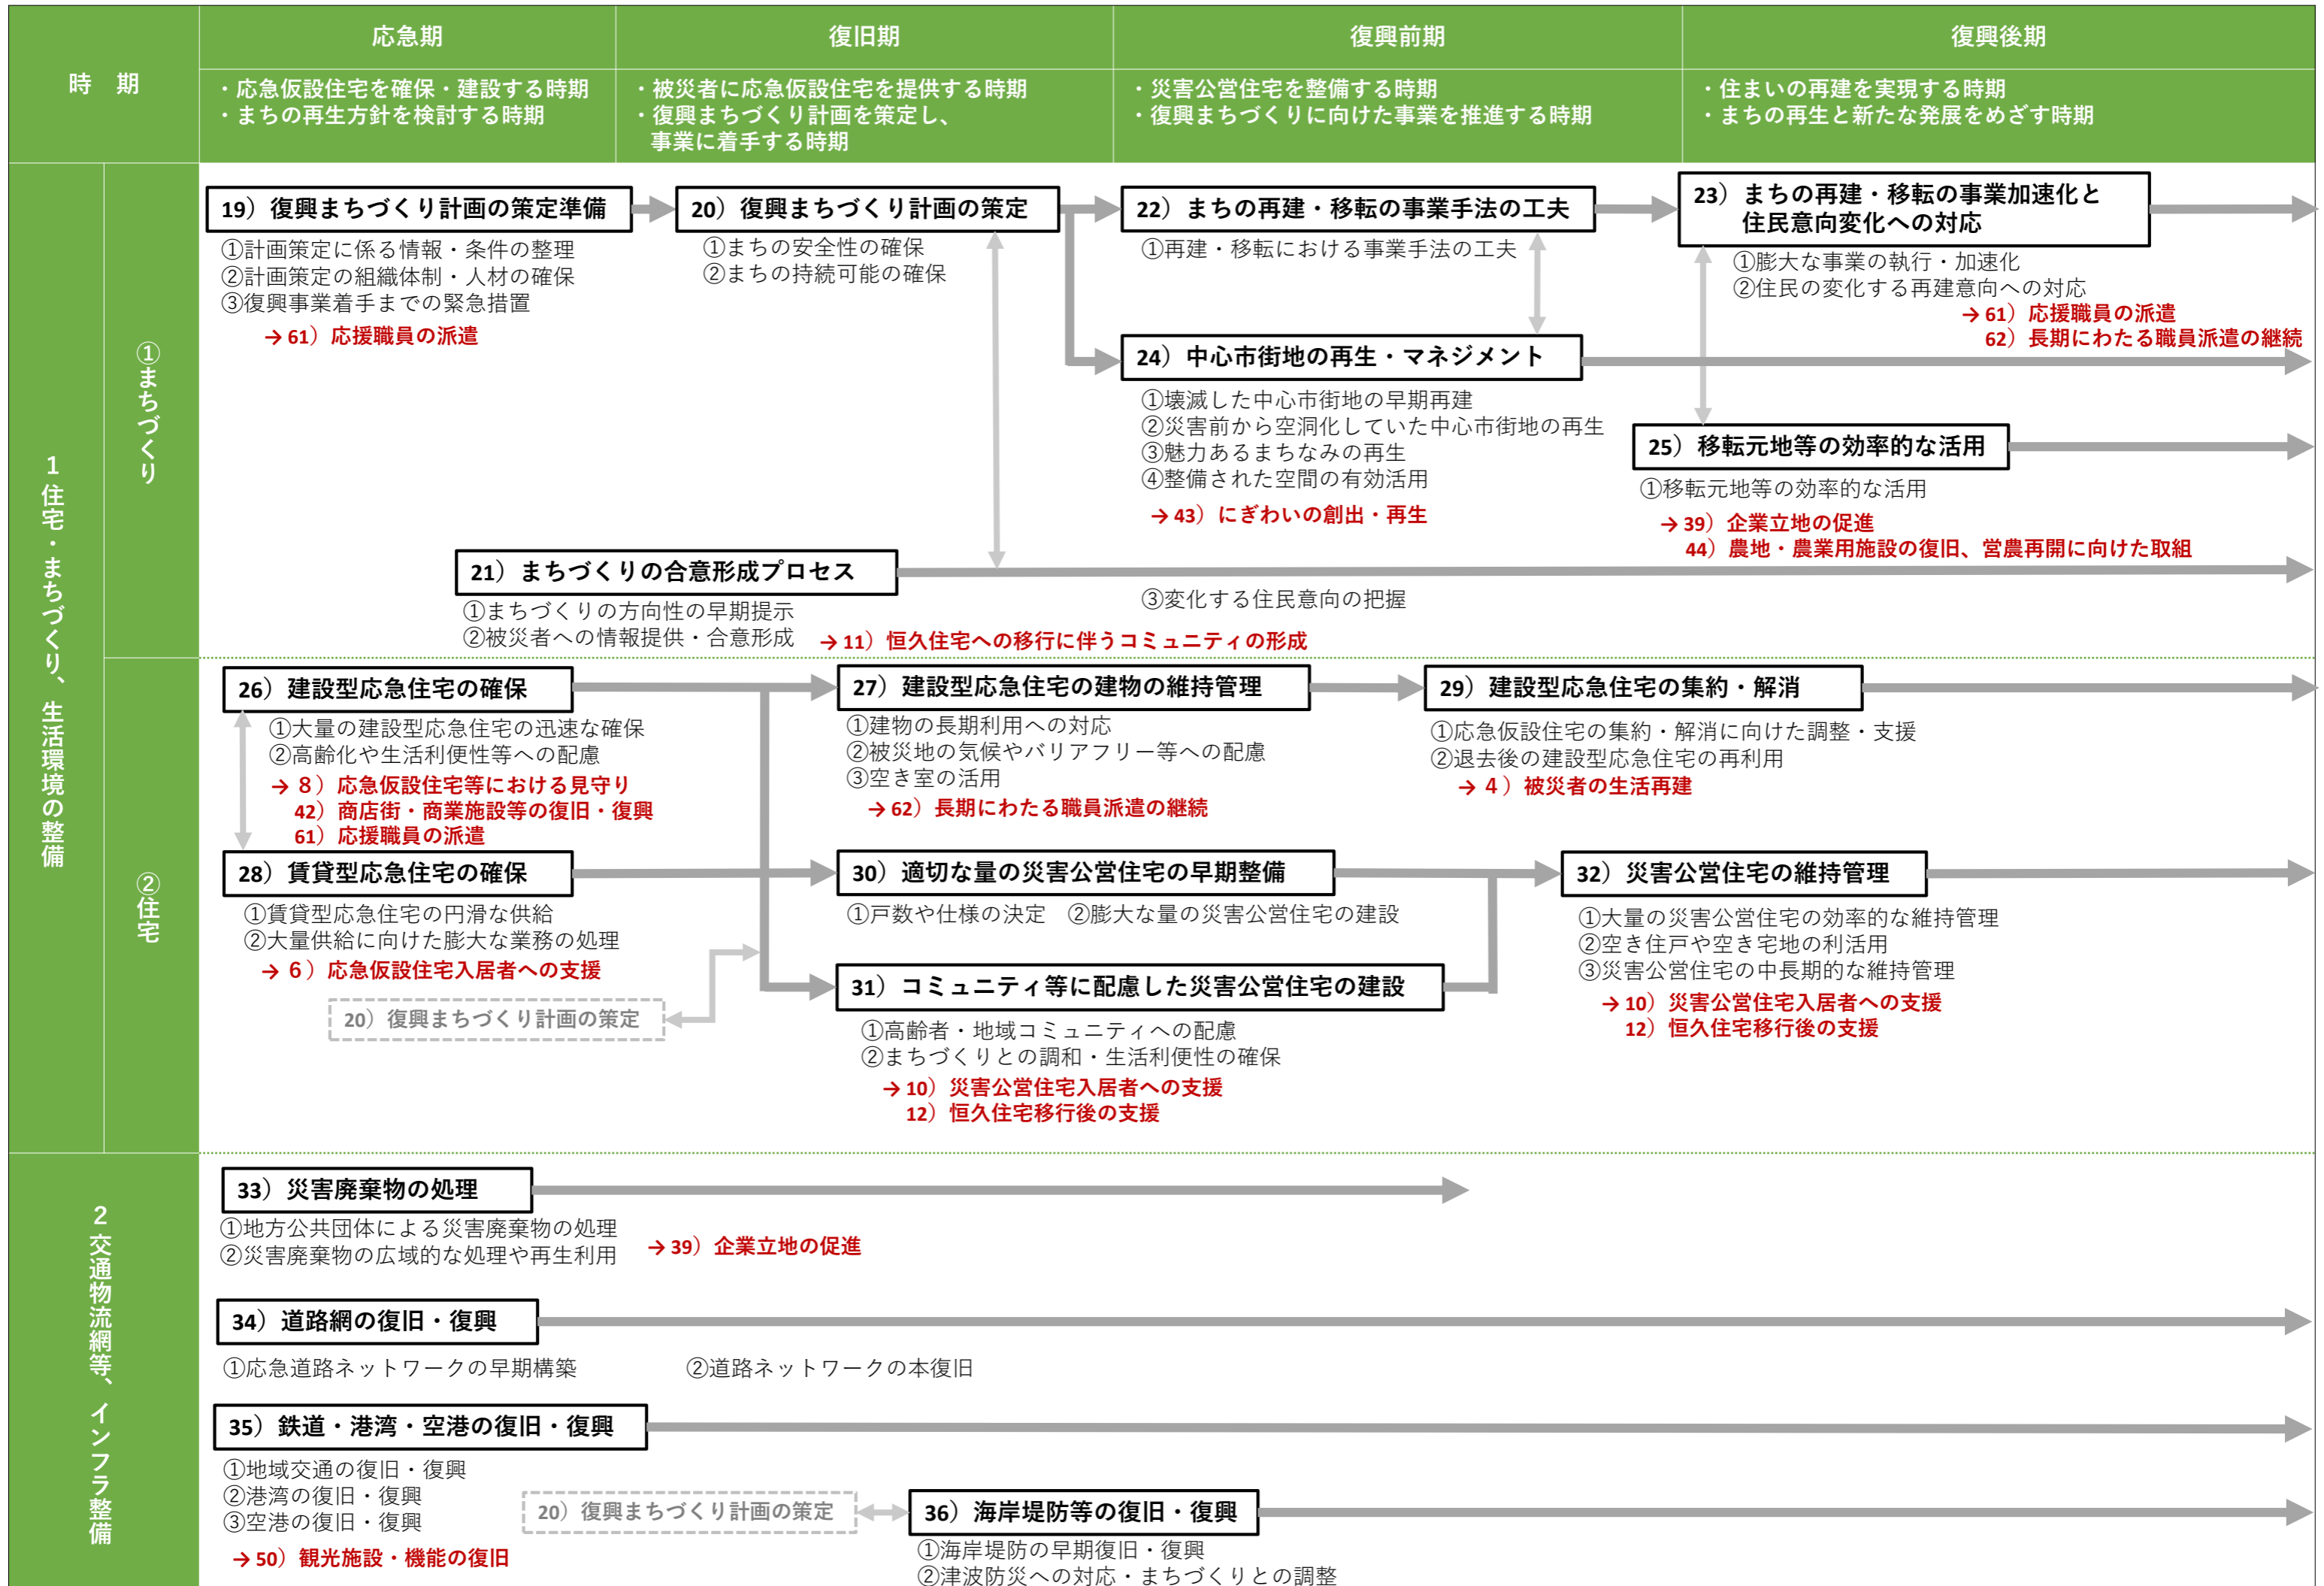 時　期
応急期
・応急仮設住宅を確保・建設する時期
・まちの再生方針を検討する時期
復旧期
・被災者に応急仮設住宅を提供する時期
・復興まちづくり計画を策定し、
事業に着手する時期
復興前期
・災害公営住宅を整備する時期
・復興まちづくりに向けた事業を推進する時期
復興後期
・住まいの再建を実現する時期
・まちの再生と新たな発展をめざす時期
1 住宅・まちづくり、生活環境の整備
①まちづくり
19）復興まちづくり計画の策定準備
①計画策定に係る情報・条件の整理
②計画策定の組織体制・人材の確保
③復興事業着手までの緊急措置
→ 61）応援職員の派遣
20）復興まちづくり計画の策定
①まちの安全性の確保
②まちの持続可能の確保
22）まちの再建・移転の事業手法の工夫
①再建・移転における事業手法の工夫
23）まちの再建・移転の事業加速化と
住民意向変化への対応
①膨大な事業の執行・加速化
②住民の変化する再建意向への対応
→ 61）応援職員の派遣
62）長期にわたる職員派遣の継続
24）中心市街地の再生・マネジメント
①壊滅した中心市街地の早期再建
②災害前から空洞化していた中心市街地の再生
③魅力あるまちなみの再生
④整備された空間の有効活用
→ 43）にぎわいの創出・再生
25）移転元地等の効率的な活用
①移転元地等の効率的な活用
→ 39）企業立地の促進
44）農地・農業用施設の復旧、営農再開に向けた取組
21）まちづくりの合意形成プロセス
①まちづくりの方向性の早期提示
②被災者への情報提供・合意形成
→ 11）恒久住宅への移行に伴うコミュニティの形成
③変化する住民意向の把握
②住宅
26）建設型応急住宅の確保
①大量の建設型応急住宅の迅速な確保
②高齢化や生活利便性等への配慮
→ 8）応急仮設住宅等における見守り
42）商店街・商業施設等の復旧・復興
61）応援職員の派遣
27）建設型応急住宅の建物の維持管理
①建物の長期利用への対応
②被災地の気候やバリアフリー等への配慮
③空き室の活用
→ 62）長期にわたる職員派遣の継続
29）建設型応急住宅の集約・解消
①応急仮設住宅の集約・解消に向けた調整・支援
②退去後の建設型応急住宅の再利用
→ 4）被災者の生活再建
28）賃貸型応急住宅の確保
①賃貸型応急住宅の円滑な供給
②大量供給に向けた膨大な業務の処理
→ 6）応急仮設住宅入居者への支援
20）復興まちづくり計画の策定
30）適切な量の災害公営住宅の早期整備
①戸数や仕様の決定　②膨大な量の災害公営住宅の建設
31）コミュニティ等に配慮した災害公営住宅の建設
①高齢者・地域コミュニティへの配慮
②まちづくりとの調和・生活利便性の確保
→ 10）災害公営住宅入居者への支援
12）恒久住宅移行後の支援
32）災害公営住宅の維持管理
①大量の災害公営住宅の効率的な維持管理
②空き住戸や空き宅地の利活用
③災害公営住宅の中長期的な維持管理
→ 10）災害公営住宅入居者への支援
12）恒久住宅移行後の支援
2 交通物流網等、インフラ整備
33）災害廃棄物の処理
①地方公共団体による災害廃棄物の処理
②災害廃棄物の広域的な処理や再生利用
→ 39）企業立地の促進
34）道路網の復旧・復興
①応急道路ネットワークの早期構築
②道路ネットワークの本復旧
35）鉄道・港湾・空港の復旧・復興
①地域交通の復旧・復興
②港湾の復旧・復興
③空港の復旧・復興
→ 50）観光施設・機能の復旧
20）復興まちづくり計画の策定
36）海岸堤防等の復旧・復興
①海岸堤防の早期復旧・復興
②津波防災への対応・まちづくりとの調整